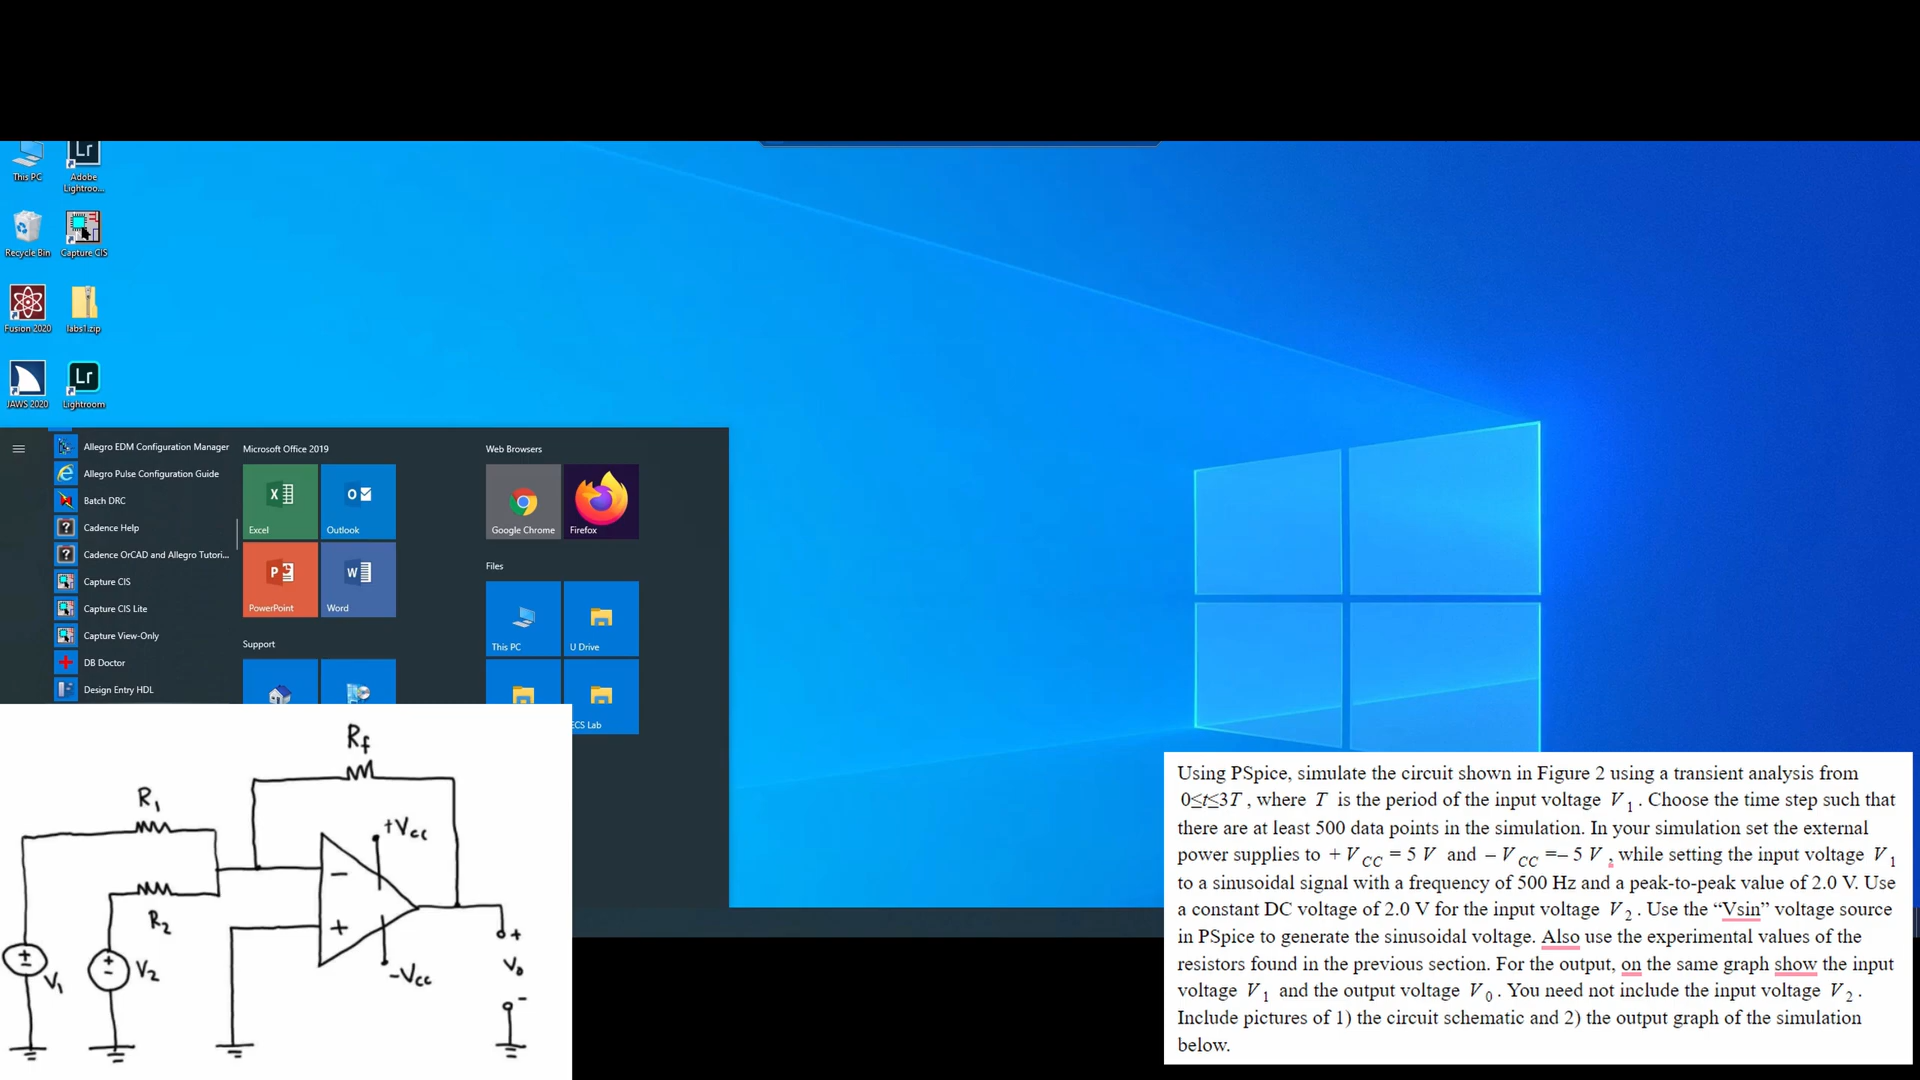 This PC
Adobe
Lightroo...
Recycle Bin
Capture CIS
Fusion 2020
labs1.zip
JAWS 2020
Lightroom
Lr
Lr
Allegro EDM Configuration Manager
Allegro Pulse Configuration Guide
Batch DRC
Cadence Help
Cadence OrCAD and Allegro Tutori...
Capture CIS
Capture CIS Lite
Capture View-Only
DB Doctor
Design Entry HDL
Microsoft Office 2019
Excel
Outlook
PowerPoint
Word
Support
Web Browsers
Google Chrome
Firefox
Files
This PC
U Drive
ECS Lab
Rf
R1
R2
+Vcc
-Vcc
−
+
V1
V2
+
V0
-
Using PSpice, simulate the circuit shown in Figure 2 using a transient analysis from
0≤t≤3T , where T is the period of the input voltage V1 . Choose the time step such that
there are at least 500 data points in the simulation. In your simulation set the external
power supplies to + VCC = 5 V and − VCC =− 5 V , while setting the input voltage V1
to a sinusoidal signal with a frequency of 500 Hz and a peak-to-peak value of 2.0 V. Use
a constant DC voltage of 2.0 V for the input voltage V2 . Use the “Vsin” voltage source
in PSpice to generate the sinusoidal voltage. Also use the experimental values of the
resistors found in the previous section. For the output, on the same graph show the input
voltage V1 and the output voltage V0 . You need not include the input voltage V2 .
Include pictures of 1) the circuit schematic and 2) the output graph of the simulation
below.